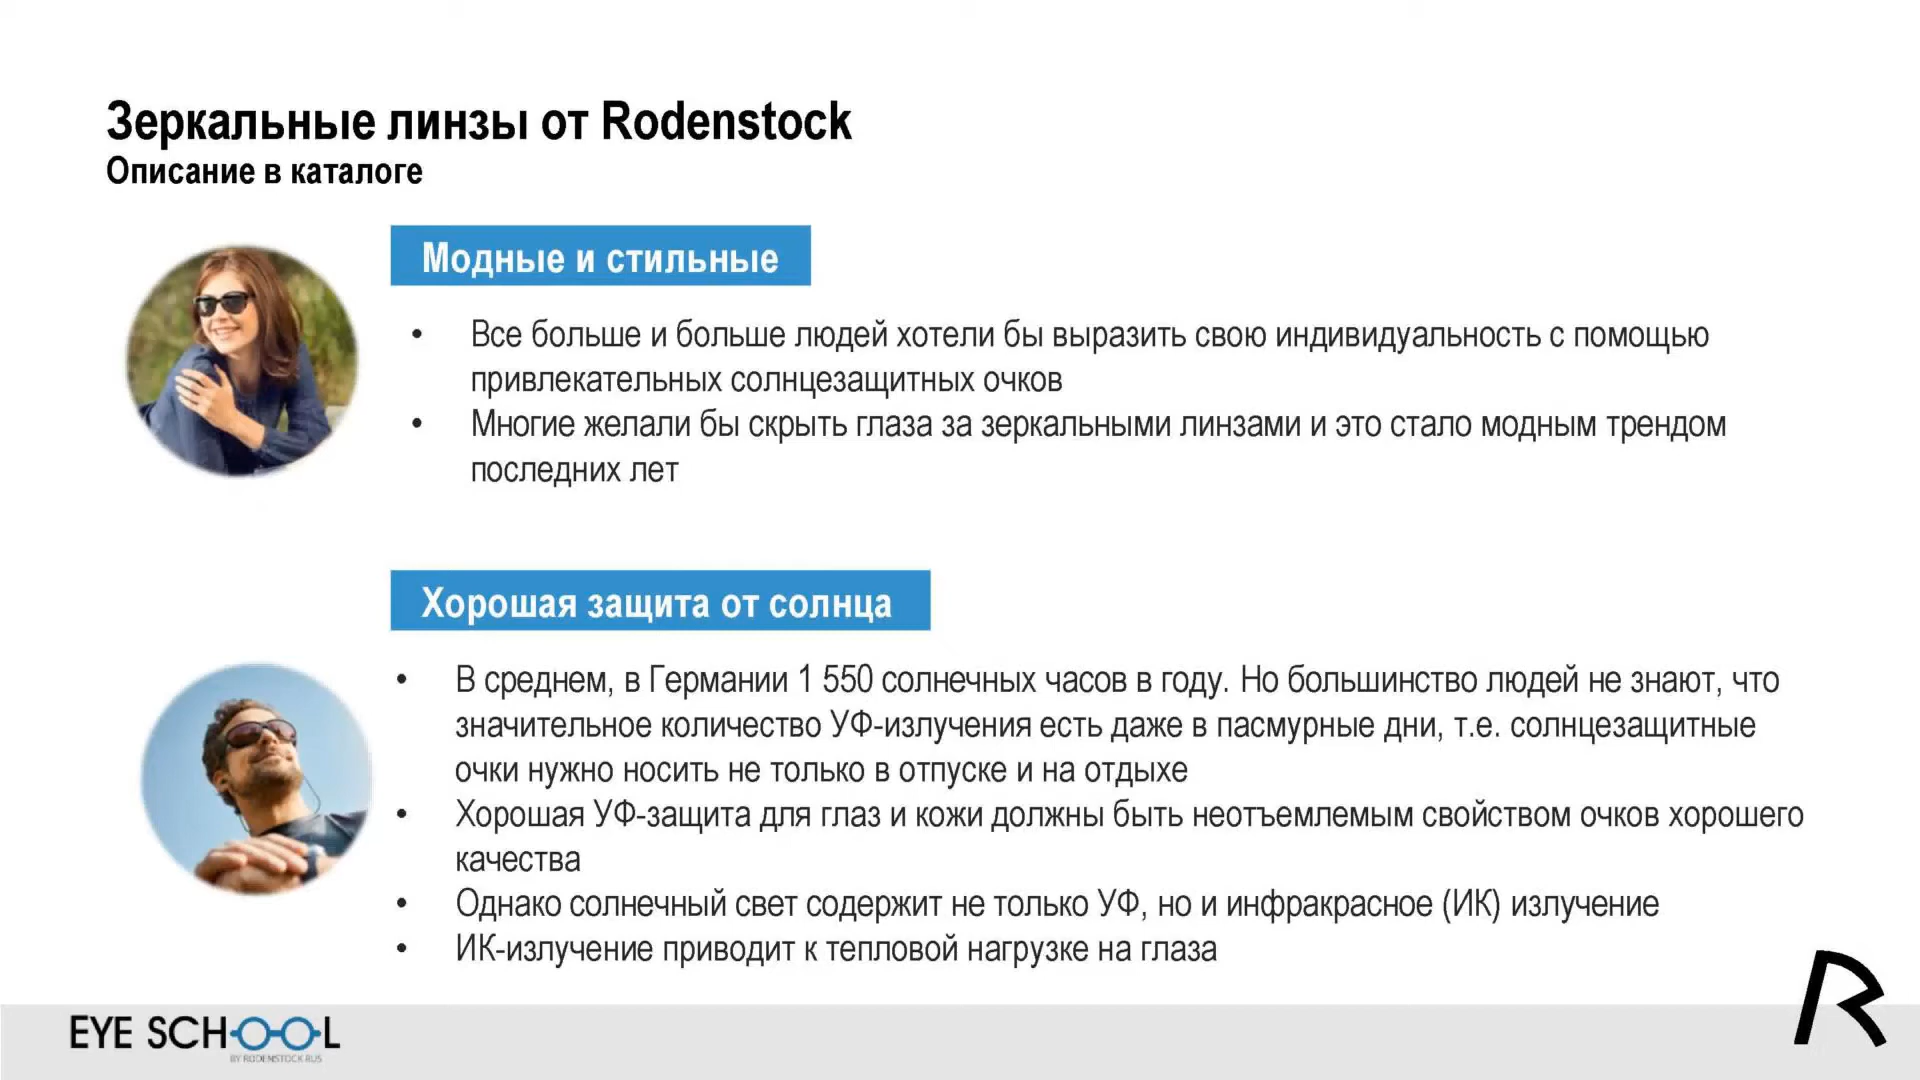 Зеркальные линзы от Rodenstock
Описание в каталоге
Модные и стильные
• Все больше и больше людей хотели бы выразить свою индивидуальность с помощью
привлекательных солнцезащитных очков
• Многие желали бы скрыть глаза за зеркальными линзами и это стало модным трендом
последних лет
Хорошая защита от солнца
• В среднем, в Германии 1 550 солнечных часов в году. Но большинство людей не знают, что
значительное количество УФ-излучения есть даже в пасмурные дни, т.е. солнцезащитные
очки нужно носить не только в отпуске и на отдыхе
• Хорошая УФ-защита для глаз и кожи должны быть неотъемлемым свойством очков хорошего
качества
• Однако солнечный свет содержит не только УФ, но и инфракрасное (ИК) излучение
• ИК-излучение приводит к тепловой нагрузке на глаза
EYE SCHOOL
BY RODENSTOCK RUS
R